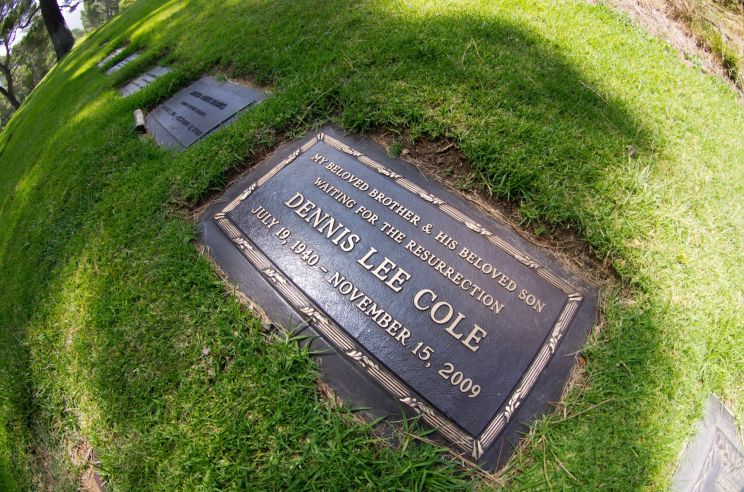 MY BELOVED BROTHER & HIS BELOVED SON
WAITING FOR THE RESURRECTION
DENNIS LEE COLE
JULY 19, 1940 – NOVEMBER 15, 2009